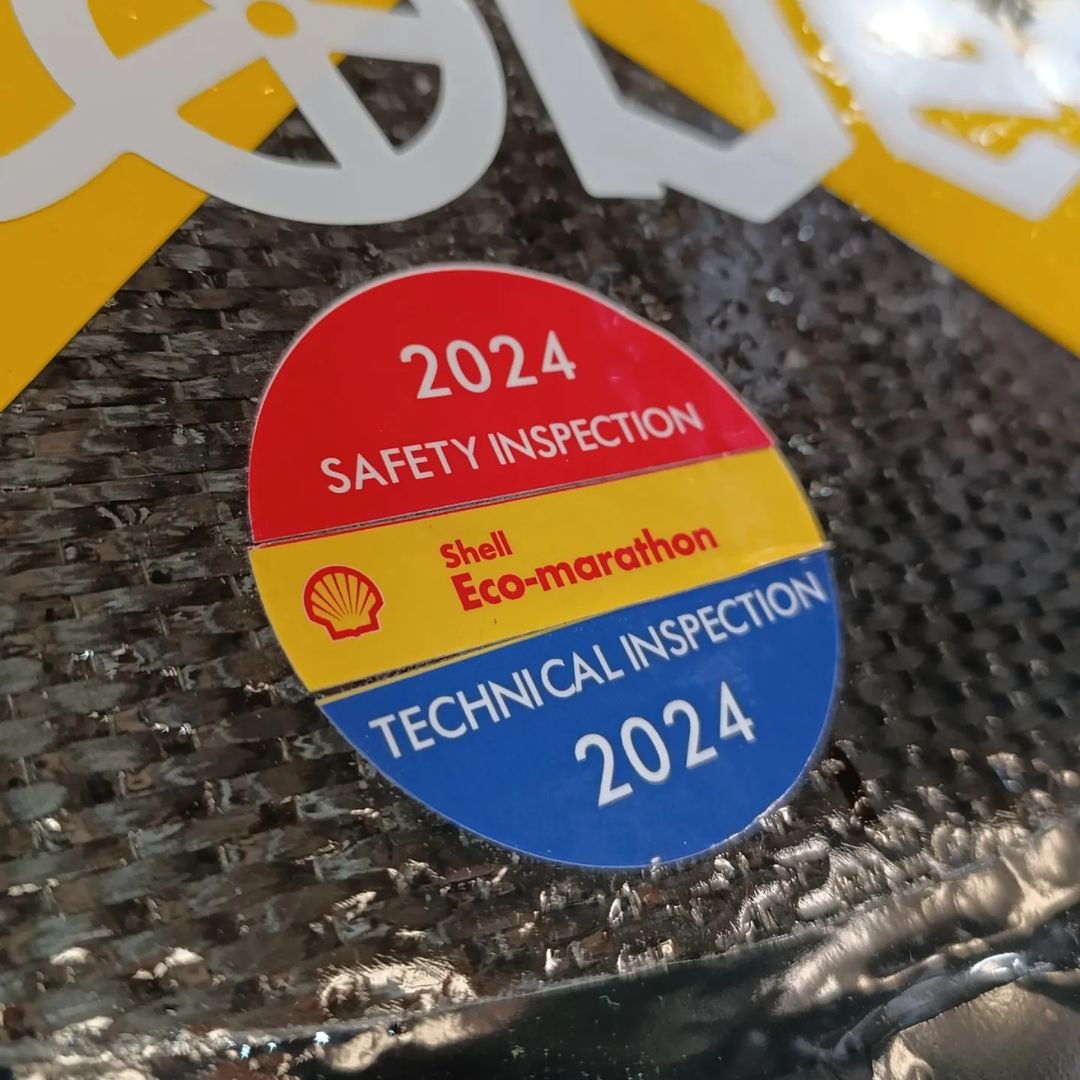 2024
SAFETY INSPECTION
Shell
Eco-marathon
TECHNICAL INSPECTION
2024